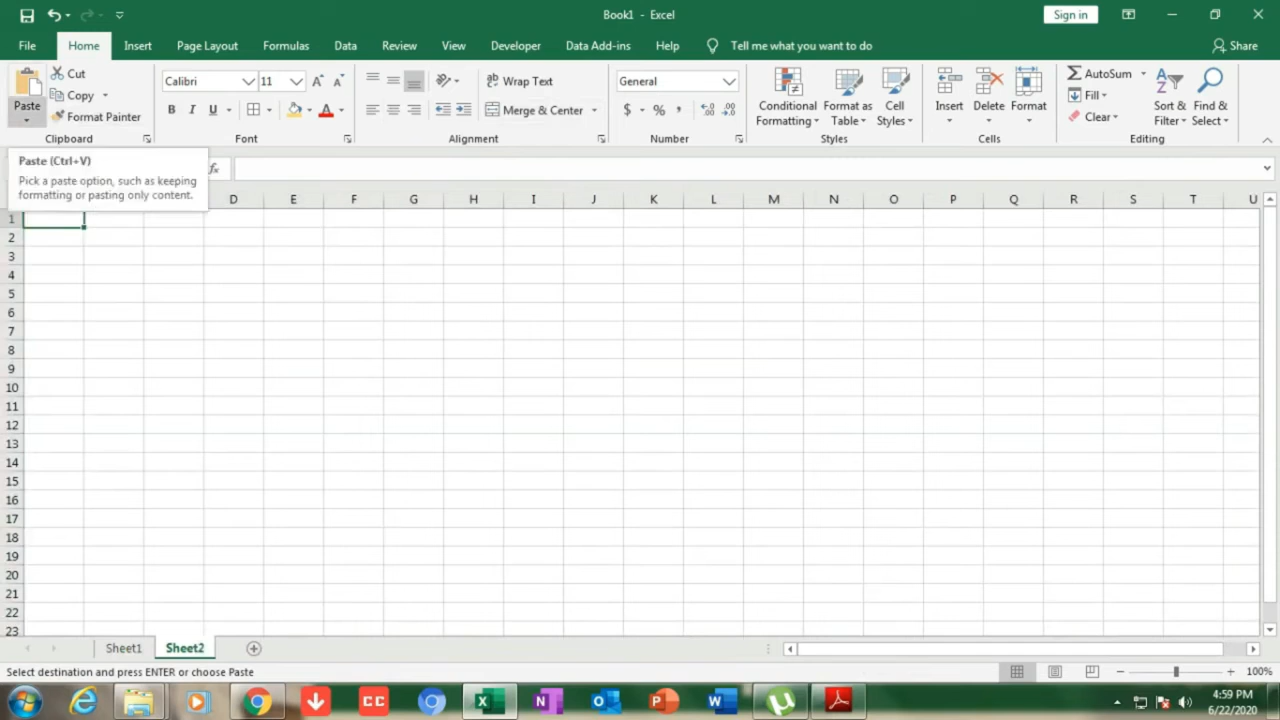 Book1 - Excel
Sign in
File Home Insert Page Layout Formulas Data Review View Developer Data Add-ins Help Tell me what you want to do Share
Paste
Cut
Copy
Format Painter
Clipboard
Calibri 11
B I U A
Font
Wrap Text
Merge & Center
Alignment
General
$ % ,
Number
Conditional Formatting
Format as Table
Cell Styles
Styles
Insert Delete Format
Cells
AutoSum
Fill
Clear
Sort & Filter
Find & Select
Editing
Paste (Ctrl+V)
Pick a paste option, such as keeping
formatting or pasting only content.
fx
D E F G H I J K L M N O P Q R S T U
1
2
3
4
5
6
7
8
9
10
11
12
13
14
15
16
17
18
19
20
21
22
23
Sheet1 Sheet2
Select destination and press ENTER or choose Paste
100%
CC
4:59 PM
6/22/2020